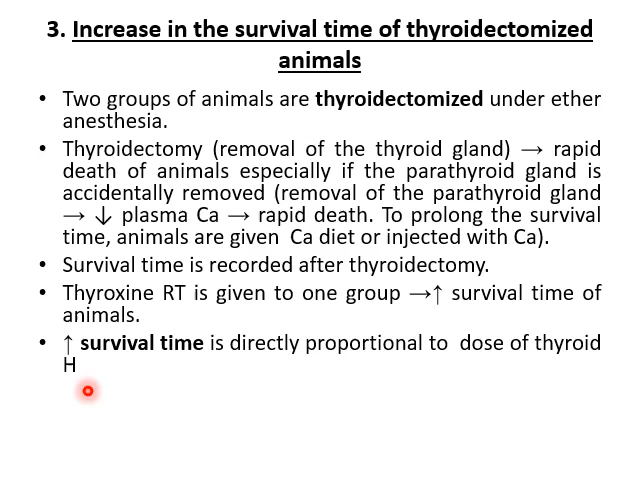 3. Increase in the survival time of thyroidectomized
animals
• Two groups of animals are thyroidectomized under ether
anesthesia.
• Thyroidectomy (removal of the thyroid gland) → rapid
death of animals especially if the parathyroid gland is
accidentally removed (removal of the parathyroid gland
→ ↓ plasma Ca → rapid death. To prolong the survival
time, animals are given Ca diet or injected with Ca).
• Survival time is recorded after thyroidectomy.
• Thyroxine RT is given to one group →↑ survival time of
animals.
• ↑ survival time is directly proportional to dose of thyroid
H